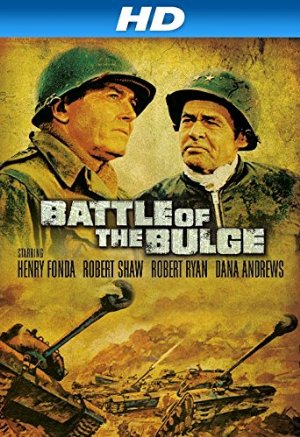 HD
BATTLE OF
THE BULGE
STARRING
HENRY FONDA ROBERT SHAW ROBERT RYAN DANA ANDREWS